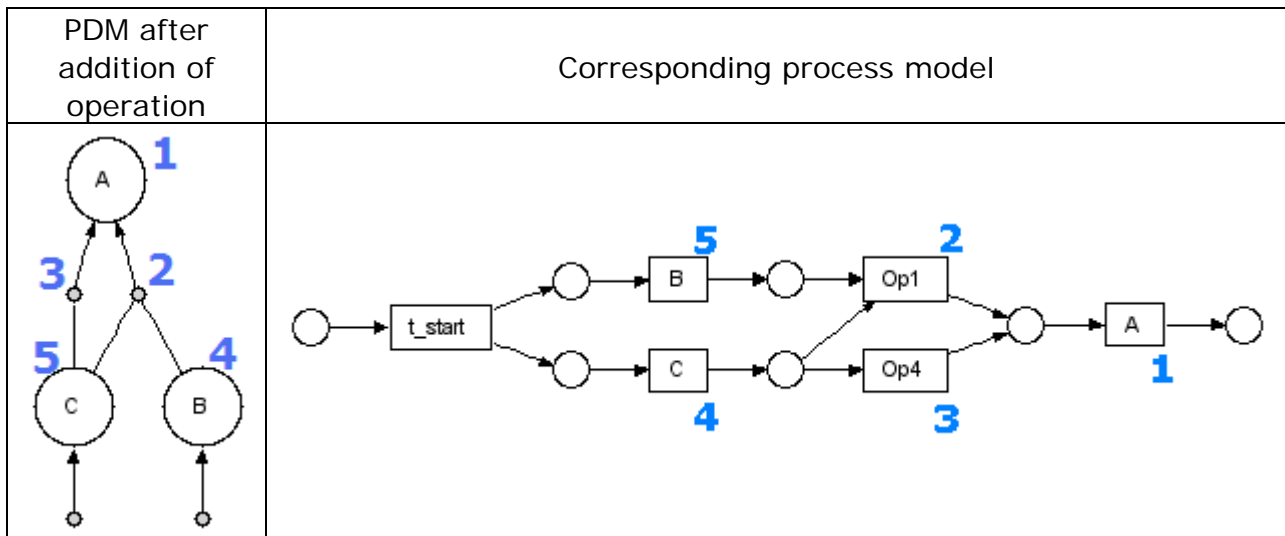 PDM after
addition of
operation
Corresponding process model
A 1
3 2
5 4
C B
5 2
B Op1
t_start A
C Op4 1
4 3